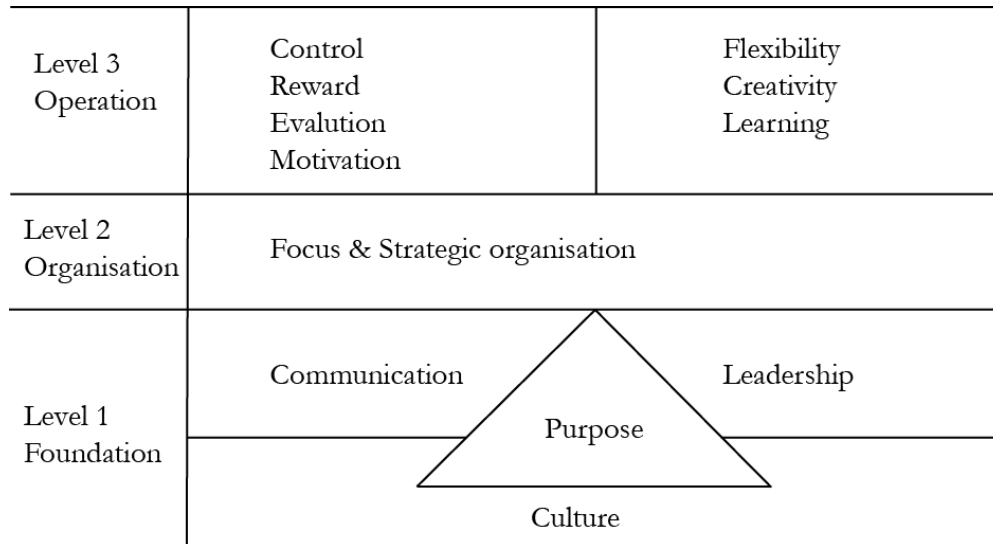 Level 3
Operation
Control
Reward
Evalution
Motivation
Flexibility
Creativity
Learning
Level 2
Organisation
Focus & Strategic organisation
Level 1
Foundation
Communication
Leadership
Purpose
Culture